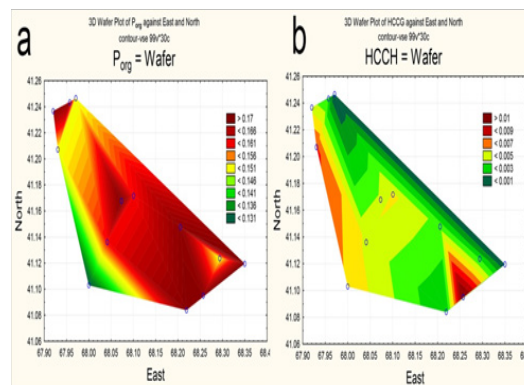 a
3D Wafer Plot of Porg against East and North
contour-vse 99v*30c
Porg = Wafer
North
41.26
41.24
41.22
41.20
41.18
41.16
41.14
41.12
41.10
41.08
41.06
> 0.17
< 0.166
< 0.161
< 0.156
< 0.151
< 0.146
< 0.141
< 0.136
< 0.131
67.90 67.95 68.00 68.05 68.10 68.15 68.20 68.25 68.30 68.35 68.4
East
b
3D Wafer Plot of HCCG against East and North
contour-vse 99v*30c
HCCH = Wafer
North
41.26
41.24
41.22
41.20
41.18
41.16
41.14
41.12
41.10
41.08
41.06
> 0.01
< 0.009
< 0.007
< 0.005
< 0.003
< 0.001
67.90 67.95 68.00 68.05 68.10 68.15 68.20 68.25 68.30 68.35
East